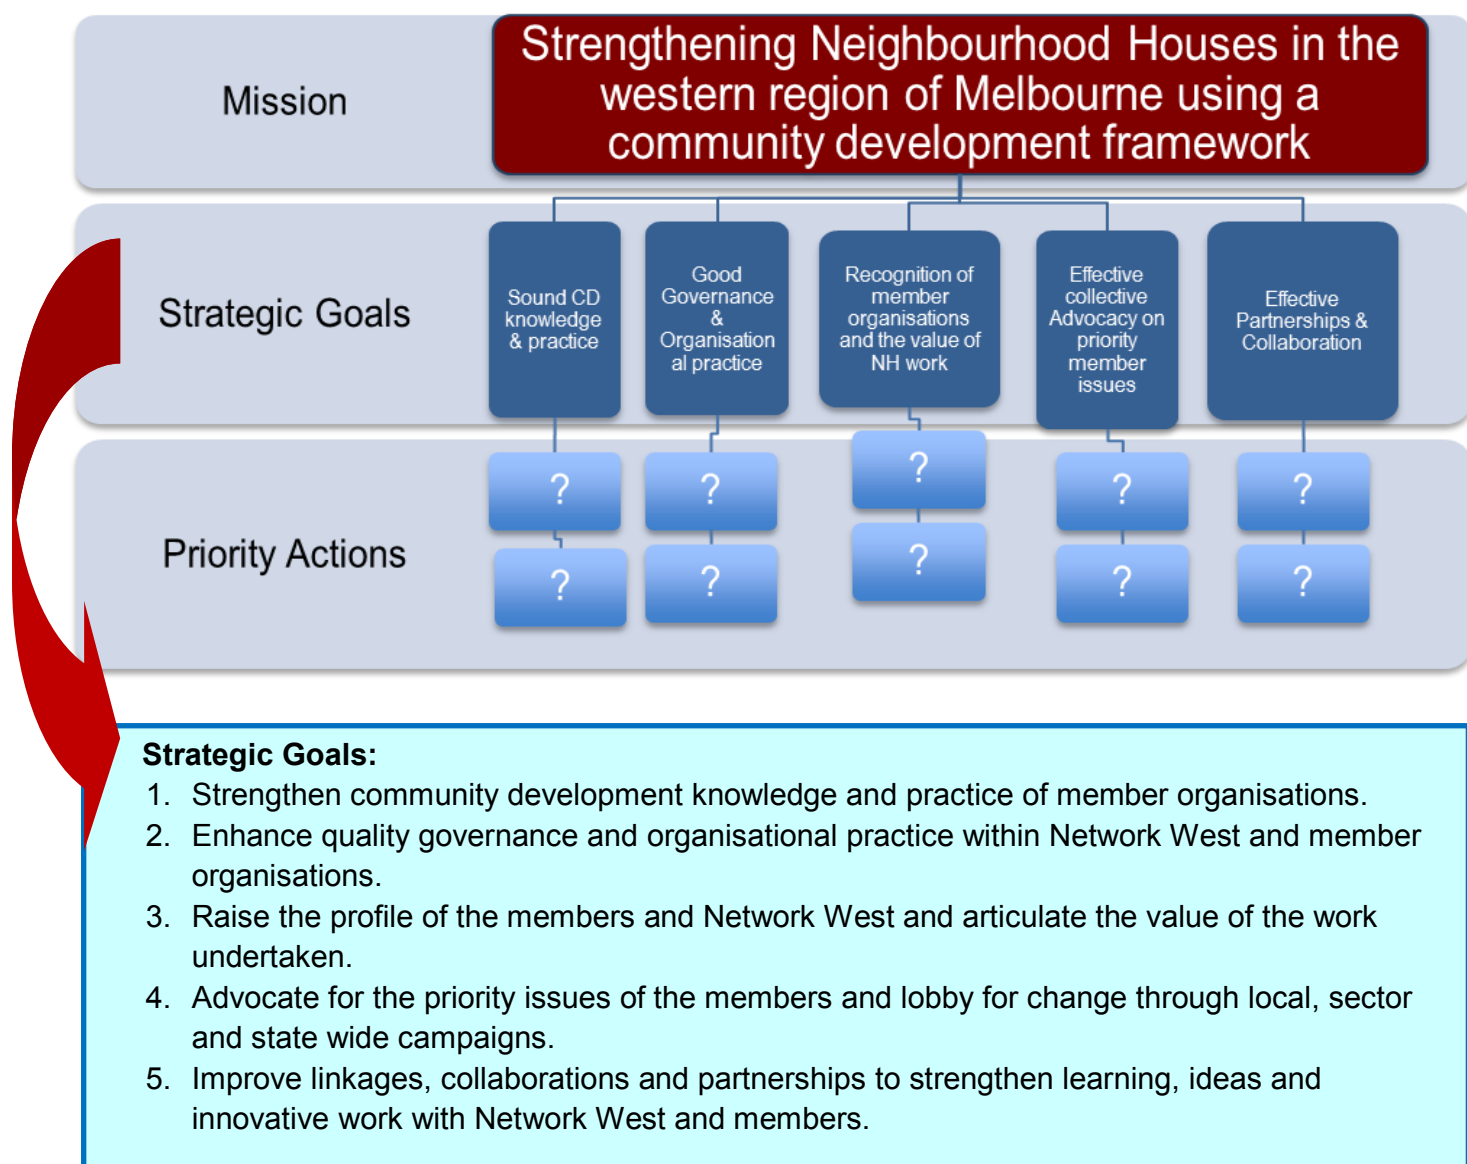 Mission
Strengthening Neighbourhood Houses in the
western region of Melbourne using a
community development framework
Strategic Goals
Sound CD
knowledge
& practice
Good
Governance
&
Organisation
al practice
Recognition of
member
organisations
and the value of
NH work
Effective
collective
Advocacy on
priority
member
issues
Effective
Partnerships &
Collaboration
Priority Actions
?
?
?
?
?
?
?
?
?
?
Strategic Goals:
1. Strengthen community development knowledge and practice of member organisations.
2. Enhance quality governance and organisational practice within Network West and member
organisations.
3. Raise the profile of the members and Network West and articulate the value of the work
undertaken.
4. Advocate for the priority issues of the members and lobby for change through local, sector
and state wide campaigns.
5. Improve linkages, collaborations and partnerships to strengthen learning, ideas and
innovative work with Network West and members.